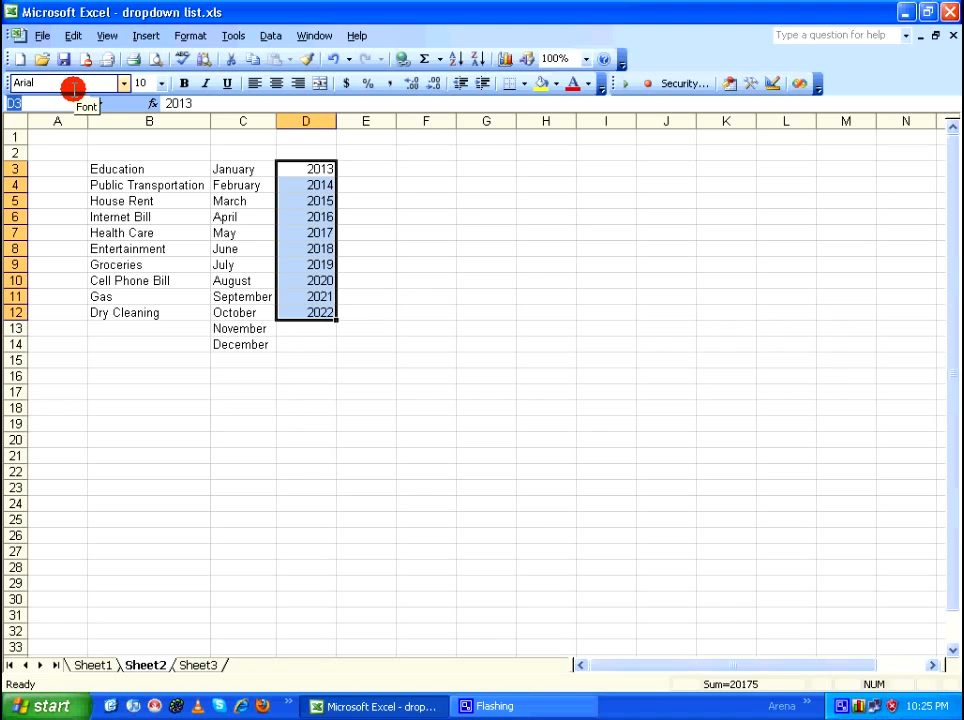 Microsoft Excel - dropdown list.xls
File Edit View Insert Format Tools Data Window Help Type a question for help
100%
Arial 10 B I U $ % , Security...
D3 fx 2013
Font
A B C D E F G H I J K L M N
1
2
3 Education January 2013
4 Public Transportation February 2014
5 House Rent March 2015
6 Internet Bill April 2016
7 Health Care May 2017
8 Entertainment June 2018
9 Groceries July 2019
10 Cell Phone Bill August 2020
11 Gas September 2021
12 Dry Cleaning October 2022
13 November
14 December
15
16
17
18
19
20
21
22
23
24
25
26
27
28
29
30
31
32
33
Sheet1 Sheet2 Sheet3
Ready Sum=20175 NUM
start Microsoft Excel - drop... Flashing Arena 10:25 PM